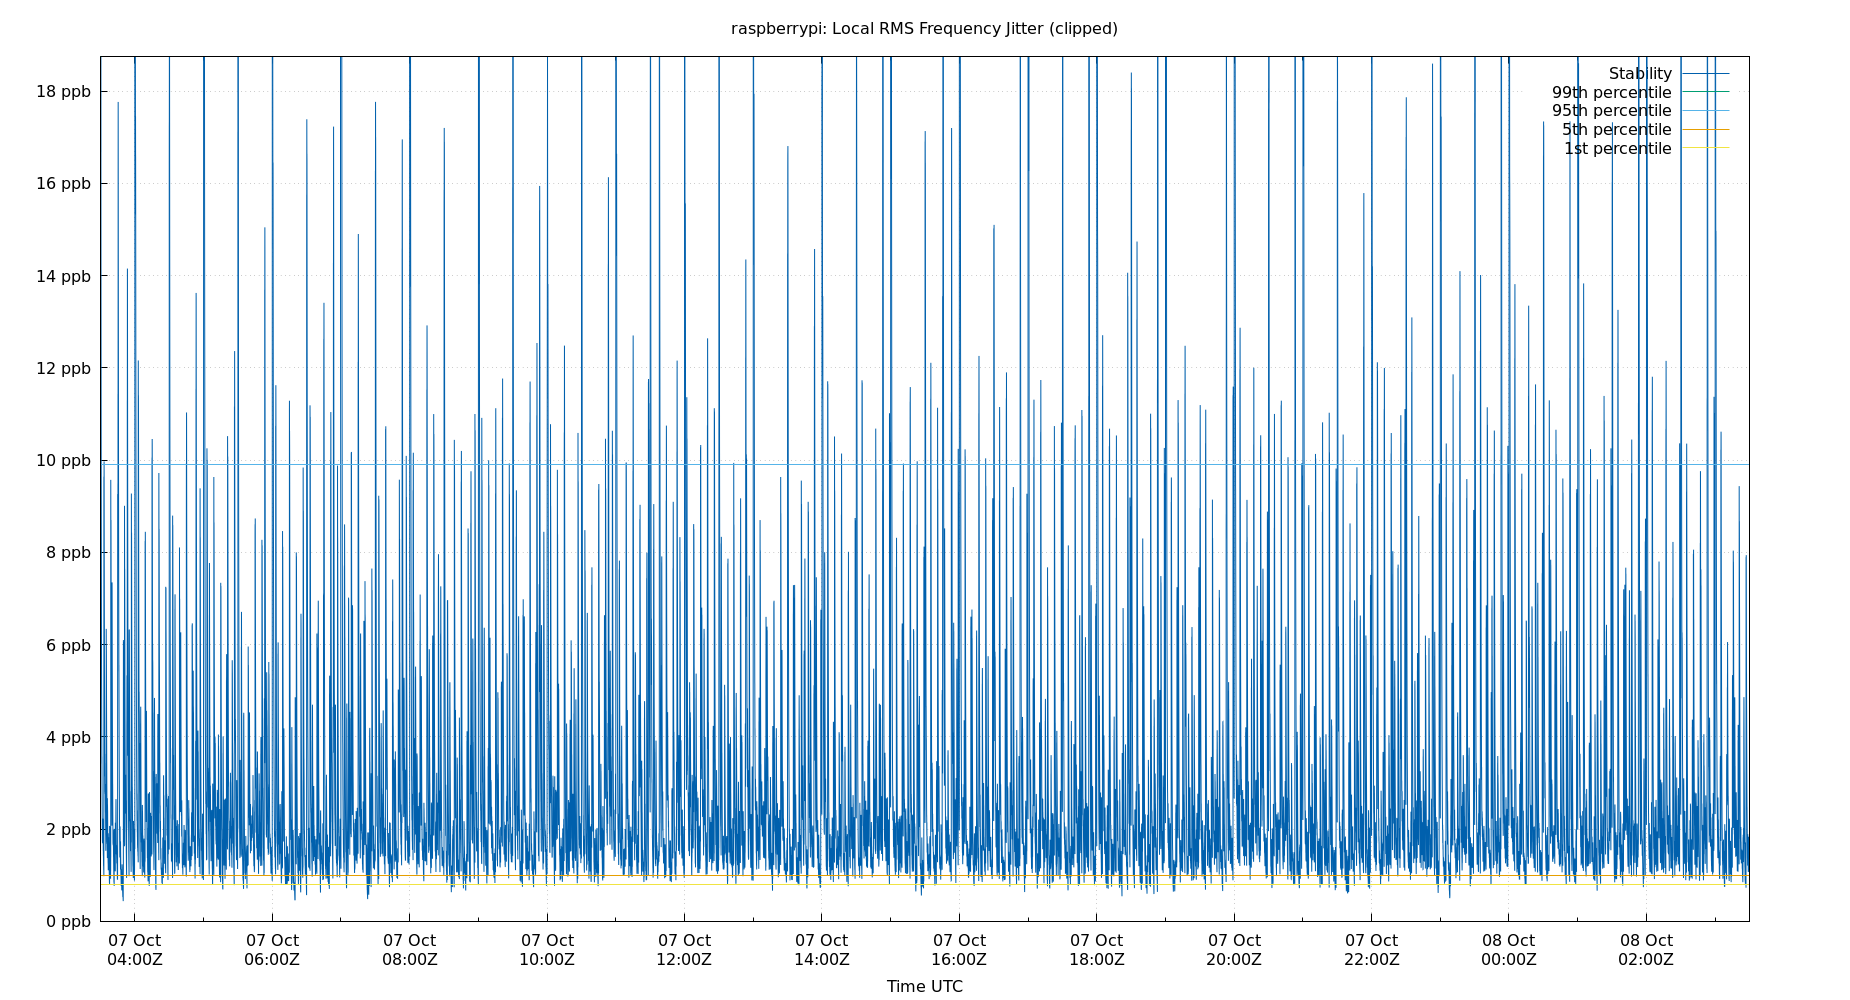 raspberrypi: Local RMS Frequency Jitter (clipped)
Stability
99th percentile
95th percentile
5th percentile
1st percentile
18 ppb
16 ppb
14 ppb
12 ppb
10 ppb
8 ppb
6 ppb
4 ppb
2 ppb
0 ppb
07 Oct 07 Oct 07 Oct 07 Oct 07 Oct 07 Oct 07 Oct 07 Oct 07 Oct 07 Oct 08 Oct 08 Oct
04:00Z 06:00Z 08:00Z 10:00Z 12:00Z 14:00Z 16:00Z 18:00Z 20:00Z 22:00Z 00:00Z 02:00Z
Time UTC